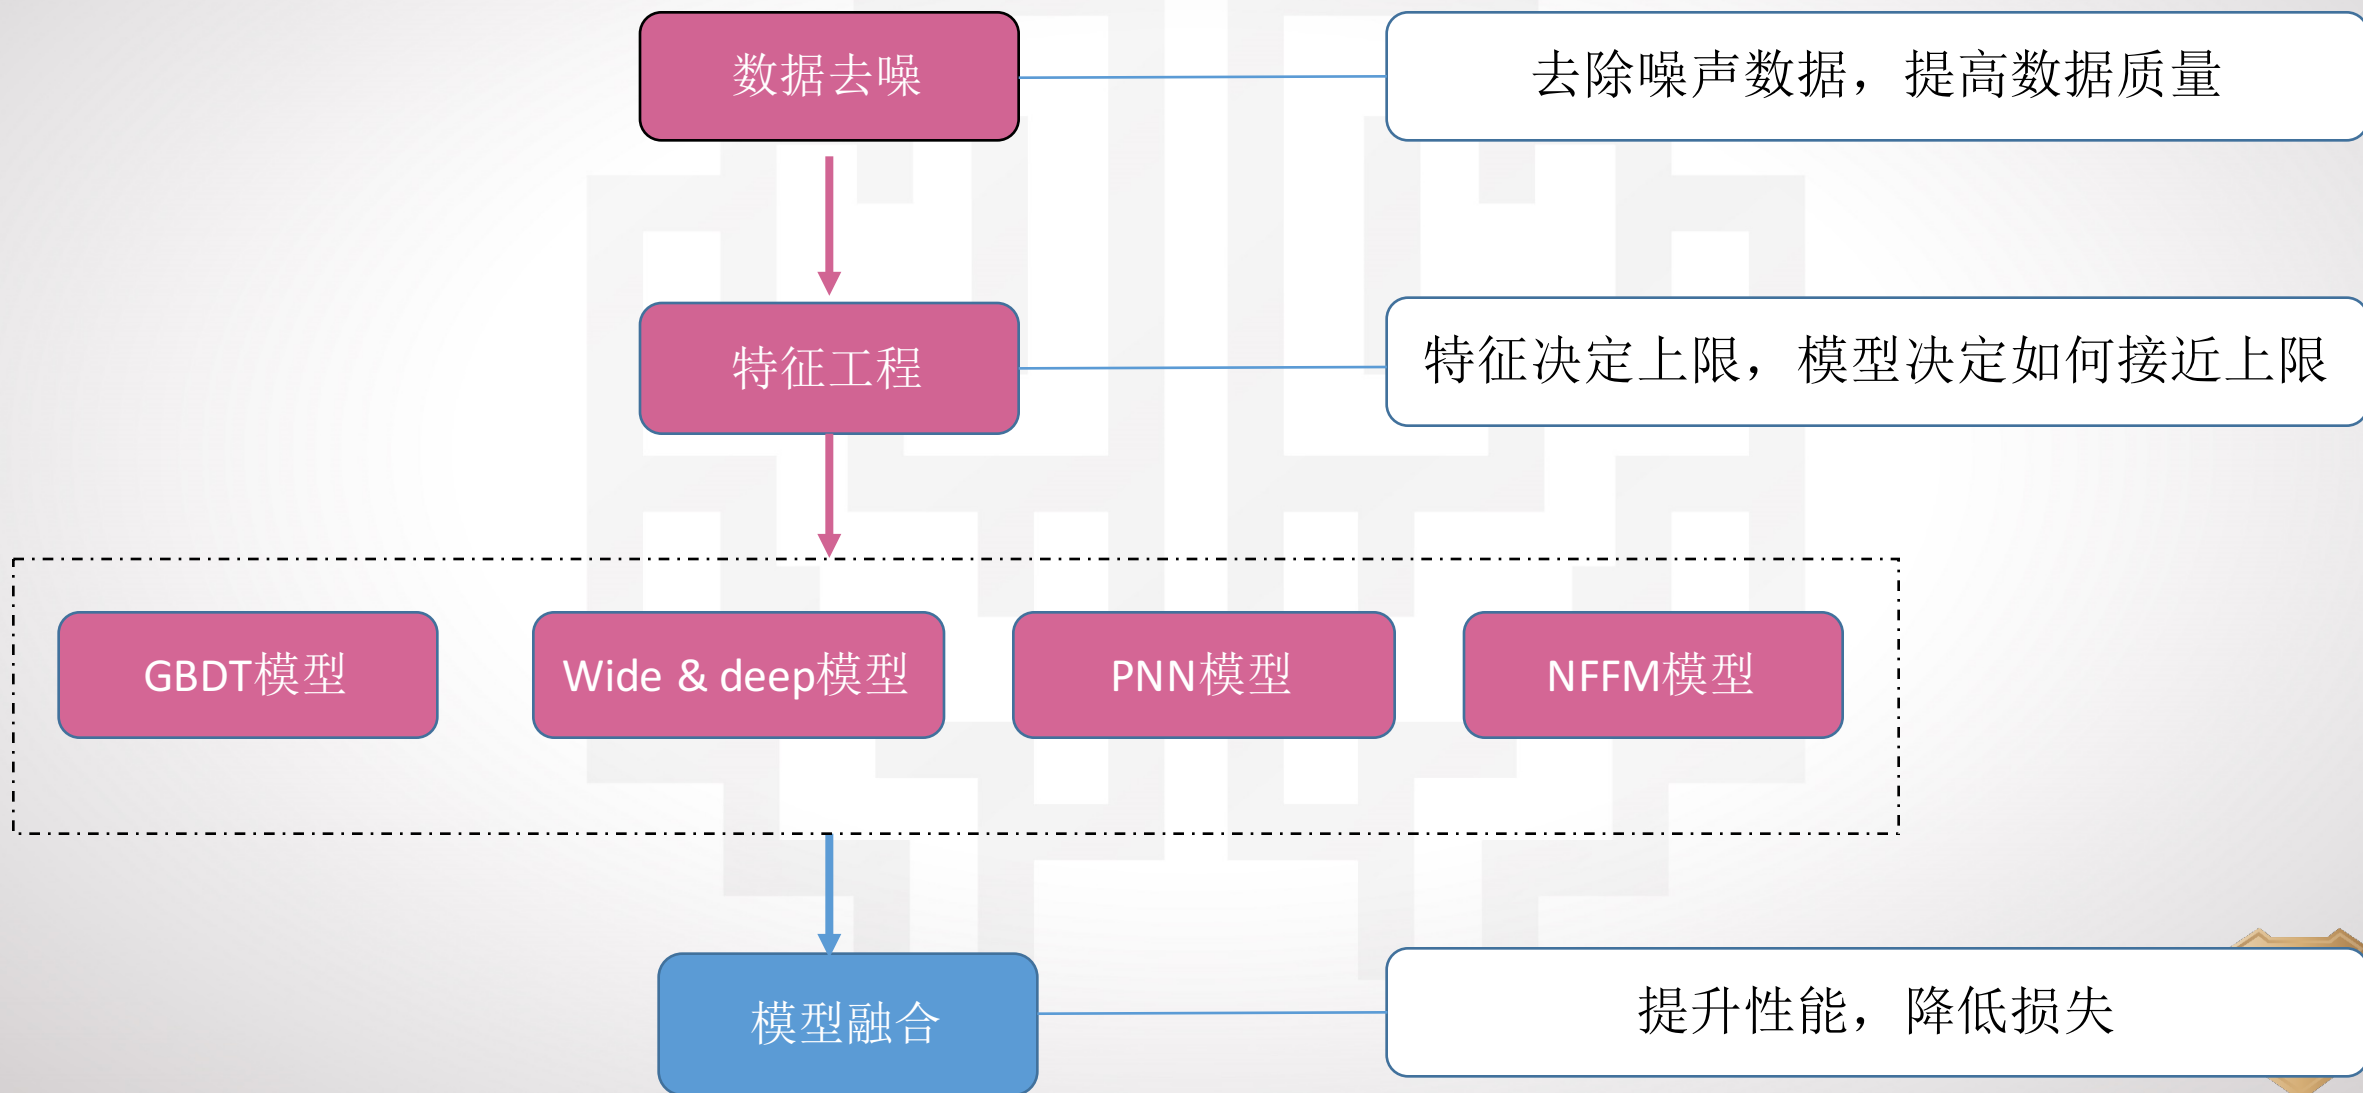 数据去噪
去除噪声数据，提高数据质量
特征工程
特征决定上限，模型决定如何接近上限
GBDT模型
Wide & deep模型
PNN模型
NFFM模型
模型融合
提升性能，降低损失